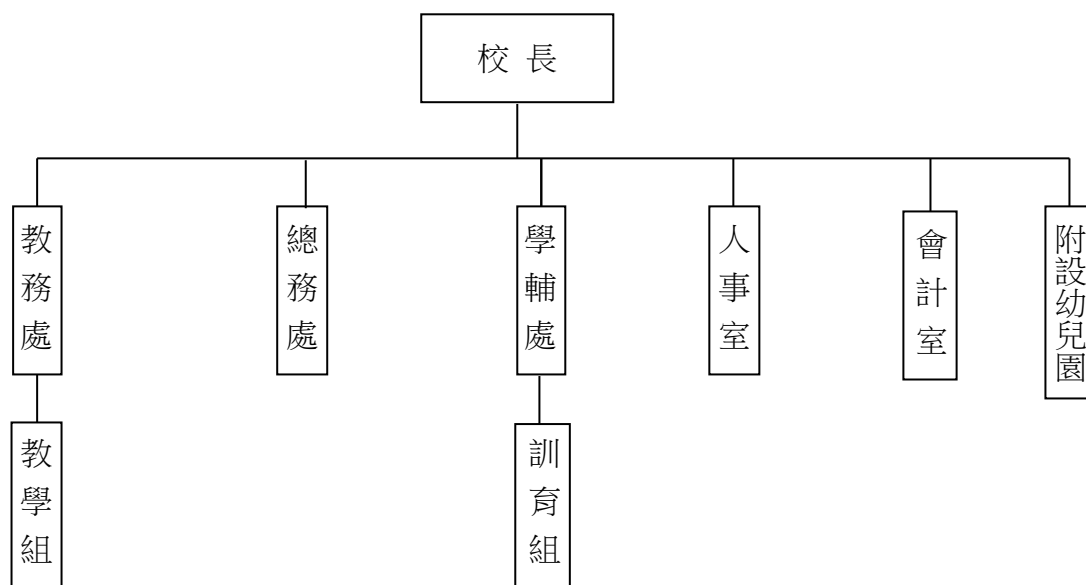 校 長
教務處
總務處
學輔處
人事室
會計室
附設幼兒園
教學組
訓育組